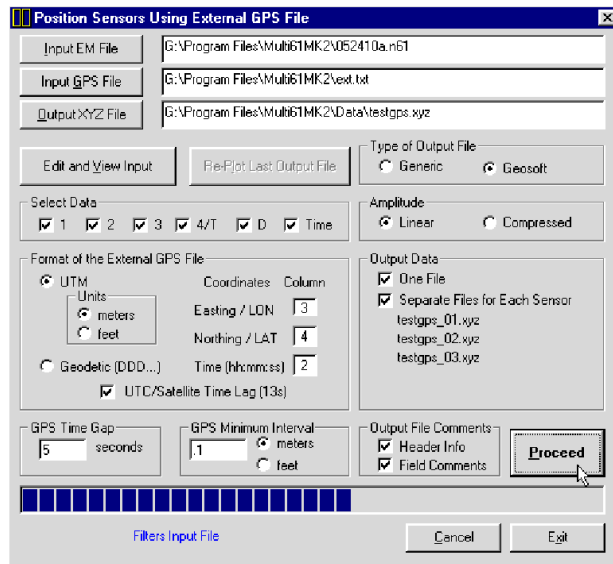 Position Sensors Using External GPS File
Input EM File
G:\Program Files\Multi61MK2\052410a.n61
Input GPS File
G:\Program Files\Multi61MK2\ext.txt
Output XYZ File
G:\Program Files\Multi61MK2\Data\testgps.xyz
Edit and View Input
Re-Plot Last Output File
Type of Output File
Generic
Geosoft
Select Data
1
2
3
4/T
D
Time
Amplitude
Linear
Compressed
Format of the External GPS File
UTM
Units
meters
feet
Coordinates Column
Easting / LON 3
Northing / LAT 4
Time (hh:mm:ss) 2
Geodetic (DDD...)
UTC/Satellite Time Lag (13s)
Output Data
One File
Separate Files for Each Sensor
testgps_01.xyz
testgps_02.xyz
testgps_03.xyz
GPS Time Gap
5 seconds
GPS Minimum Interval
.1
meters
feet
Output File Comments
Header Info
Field Comments
Proceed
Filters Input File
Cancel
Exit